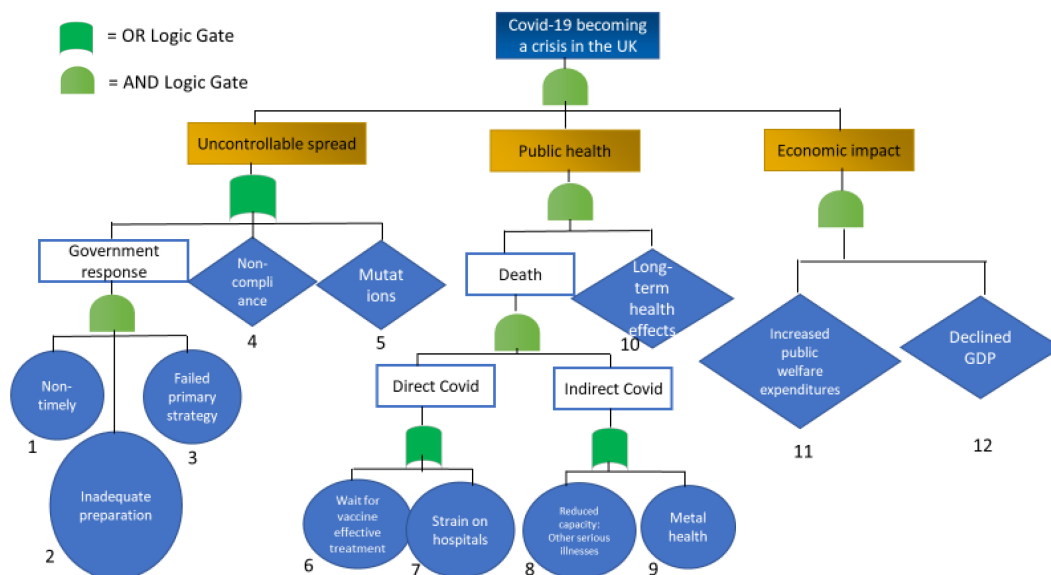 Covid-19 becoming
a crisis in the UK
= OR Logic Gate
= AND Logic Gate
Uncontrollable spread
Public health
Economic impact
Government
response
Non-
compli
ance
4
Mutat
ions
5
Death
Long-
term
health
effects
10
Increased
public
welfare
expenditures
11
Declined
GDP
12
Non-
timely
1
Failed
primary
strategy
3
Inadequate
preparation
2
Direct Covid
Indirect Covid
Wait for
vaccine
effective
treatment
6
Strain on
hospitals
7
Reduced
capacity:
Other serious
illnesses
8
Metal
health
9